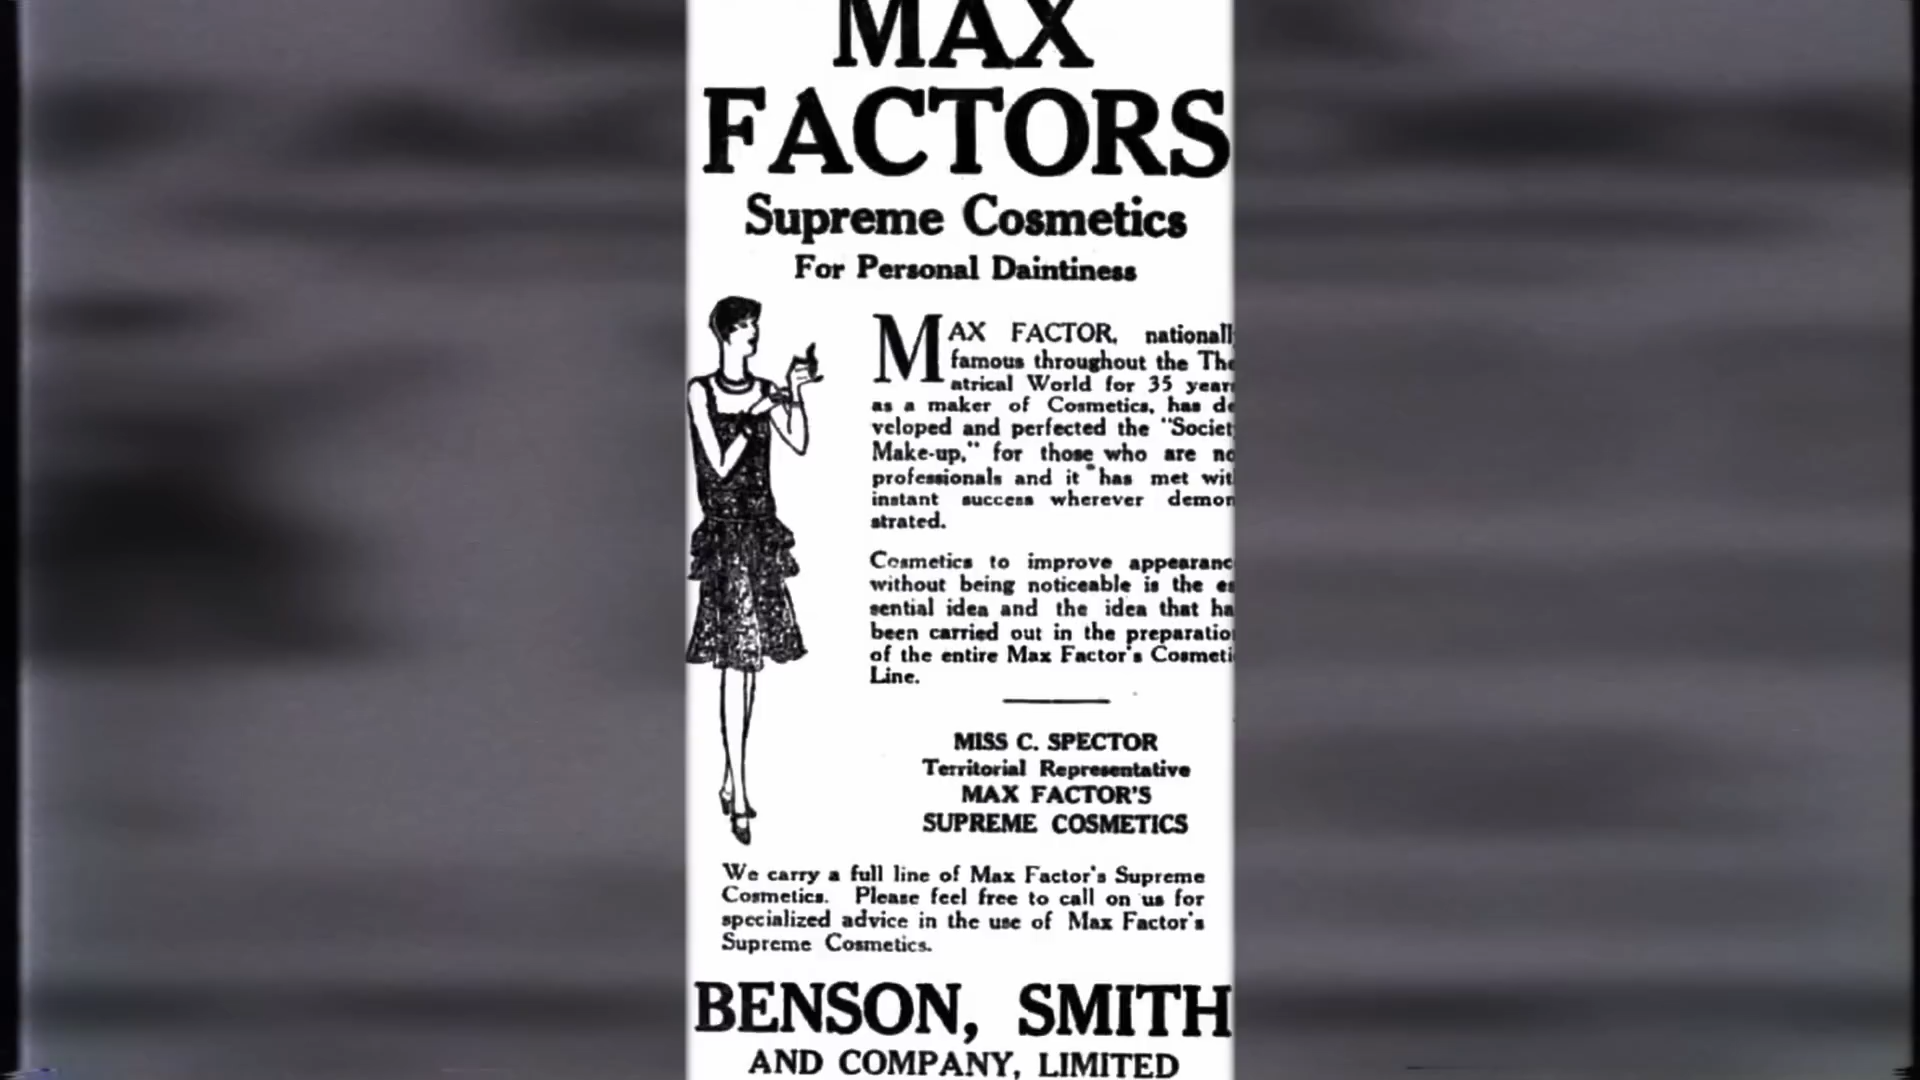 MAX
FACTORS
Supreme Cosmetics
For Personal Daintiness
MAX FACTOR, nationall
famous throughout the The
atrical World for 35 year
as a maker of Cosmetics, has de
veloped and perfected the "Societ
Make-up," for those who are no
professionals and it has met wit
instant success wherever demon
strated.
Cosmetics to improve appearanc
without being noticeable is the es
sential idea and the idea that ha
been carried out in the preparatio
of the entire Max Factor's Cosmeti
Line.
MISS C. SPECTOR
Territorial Representative
MAX FACTOR'S
SUPREME COSMETICS
We carry a full line of Max Factor's Supreme
Cosmetics. Please feel free to call on us for
specialized advice in the use of Max Factor's
Supreme Cosmetics.
BENSON, SMITH
AND COMPANY, LIMITED